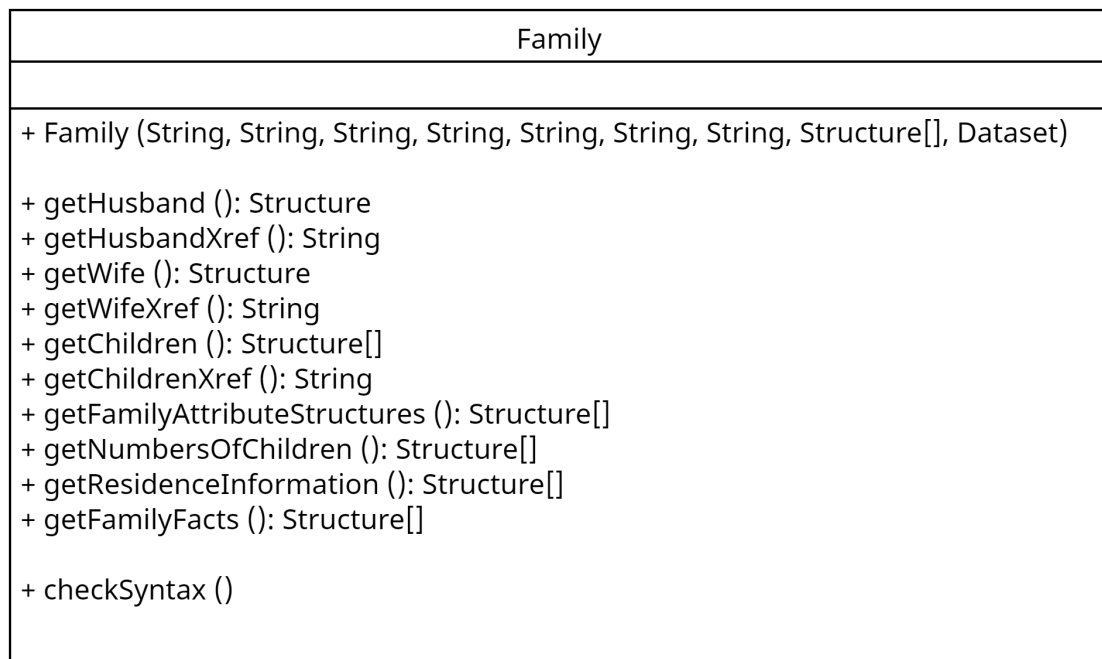 Family
+ Family (String, String, String, String, String, String, String, Structure[], Dataset)
+ getHusband (): Structure
+ getHusbandXref (): String
+ getWife (): Structure
+ getWifeXref (): String
+ getChildren (): Structure[]
+ getChildrenXref (): String
+ getFamilyAttributeStructures (): Structure[]
+ getNumbersOfChildren (): Structure[]
+ getResidenceInformation (): Structure[]
+ getFamilyFacts (): Structure[]
+ checkSyntax ()